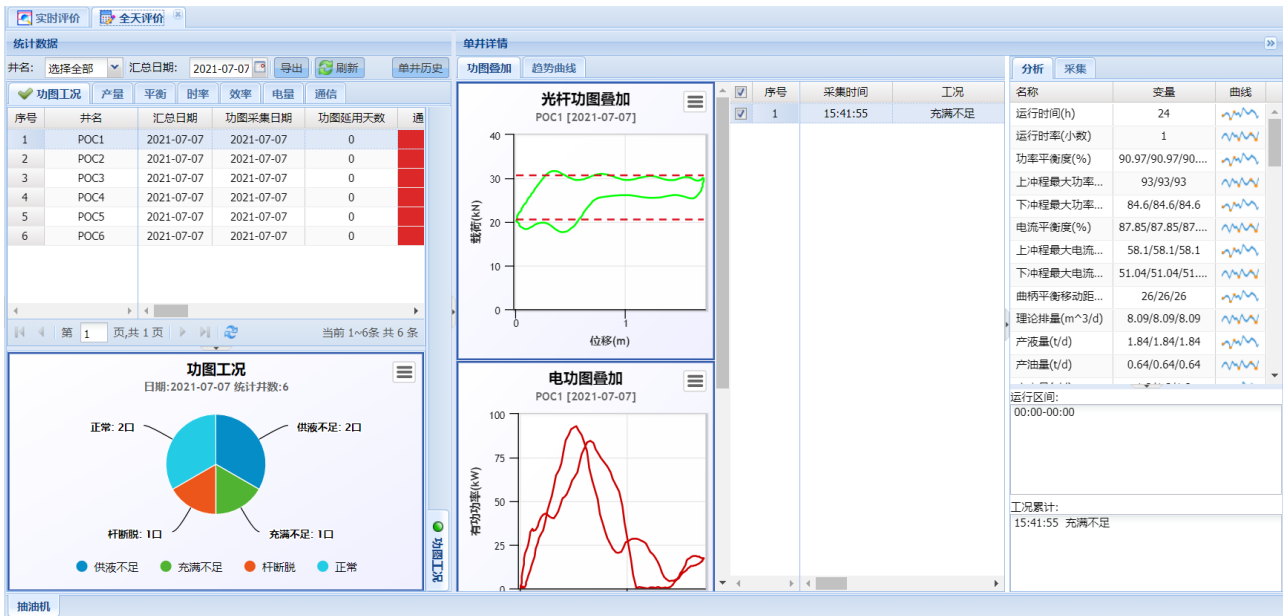 实时评价 全天评价
统计数据
井名: 选择全部 汇总日期: 2021-07-07 导出 刷新 单井历史
功图工况 产量 平衡 时率 效率 电量 通信
序号 井名 汇总日期 功图采集日期 功图延用天数 通
1 POC1 2021-07-07 2021-07-07 0
2 POC2 2021-07-07 2021-07-07 0
3 POC3 2021-07-07 2021-07-07 0
4 POC4 2021-07-07 2021-07-07 0
5 POC5 2021-07-07 2021-07-07 0
6 POC6 2021-07-07 2021-07-07 0
第 1 页,共 1 页 当前 1~6条 共 6 条
功图工况
日期:2021-07-07 统计井数:6
正常: 2口
供液不足: 2口
杆断脱: 1口
充满不足: 1口
供液不足 充满不足 杆断脱 正常
功图工况
单井详情
功图叠加 趋势曲线
光杆功图叠加
POC1 [2021-07-07]
载荷(kN)
40
30
20
10
0
0 1
位移(m)
电功图叠加
POC1 [2021-07-07]
有功功率(kW)
100
75
50
25
0
序号 采集时间 工况
1 15:41:55 充满不足
分析 采集
名称 变量 曲线
运行时间(h) 24
运行时率(小数) 1
功率平衡度(%) 90.97/90.97/90....
上冲程最大功率... 93/93/93
下冲程最大功率... 84.6/84.6/84.6
电流平衡度(%) 87.85/87.85/87....
上冲程最大电流... 58.1/58.1/58.1
下冲程最大电流... 51.04/51.04/51....
曲柄平衡移动距... 26/26/26
理论排量(m^3/d) 8.09/8.09/8.09
产液量(t/d) 1.84/1.84/1.84
产油量(t/d) 0.64/0.64/0.64
运行区间:
00:00-00:00
工况累计:
15:41:55 充满不足
抽油机